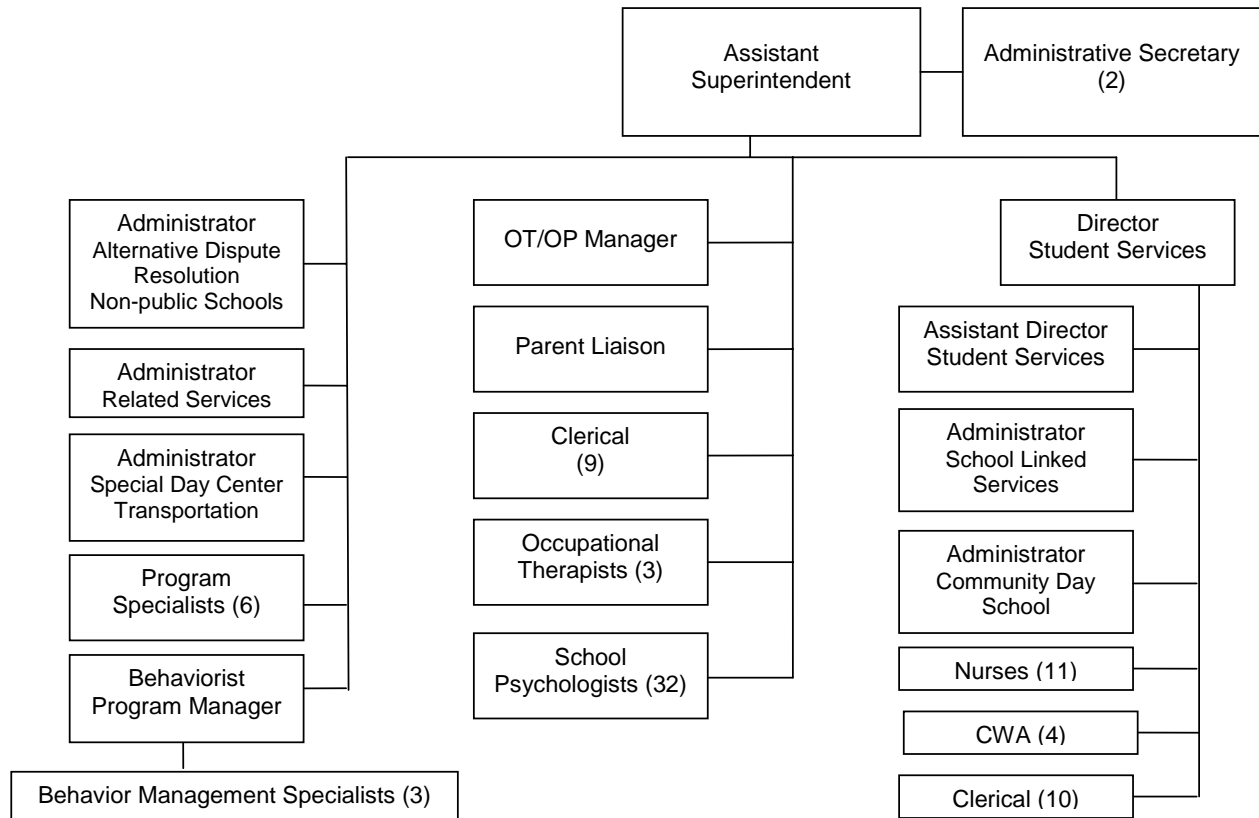 Assistant
Superintendent
Administrative Secretary
(2)
Administrator
Alternative Dispute
Resolution
Non-public Schools
Administrator
Related Services
Administrator
Special Day Center
Transportation
Program
Specialists (6)
Behaviorist
Program Manager
Behavior Management Specialists (3)
OT/OP Manager
Parent Liaison
Clerical
(9)
Occupational
Therapists (3)
School
Psychologists (32)
Director
Student Services
Assistant Director
Student Services
Administrator
School Linked
Services
Administrator
Community Day
School
Nurses (11)
CWA (4)
Clerical (10)